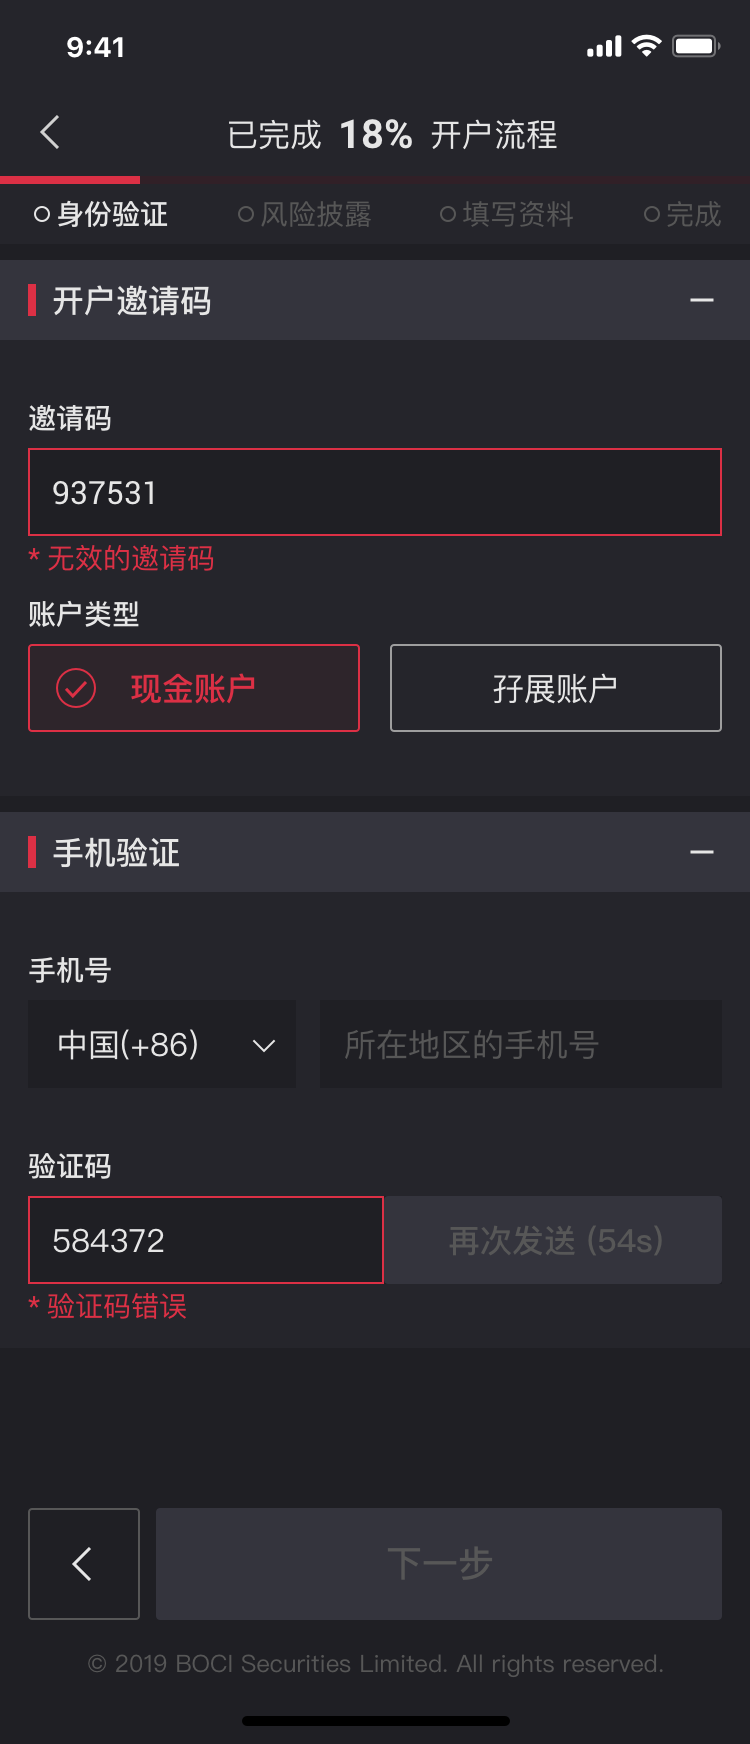 9:41
已完成 18% 开户流程
身份验证 风险披露 填写资料 完成
开户邀请码
邀请码
937531
* 无效的邀请码
账户类型
现金账户 孖展账户
手机验证
手机号
中国(+86) 所在地区的手机号
验证码
584372 再次发送 (54s)
* 验证码错误
下一步
© 2019 BOCI Securities Limited. All rights reserved.